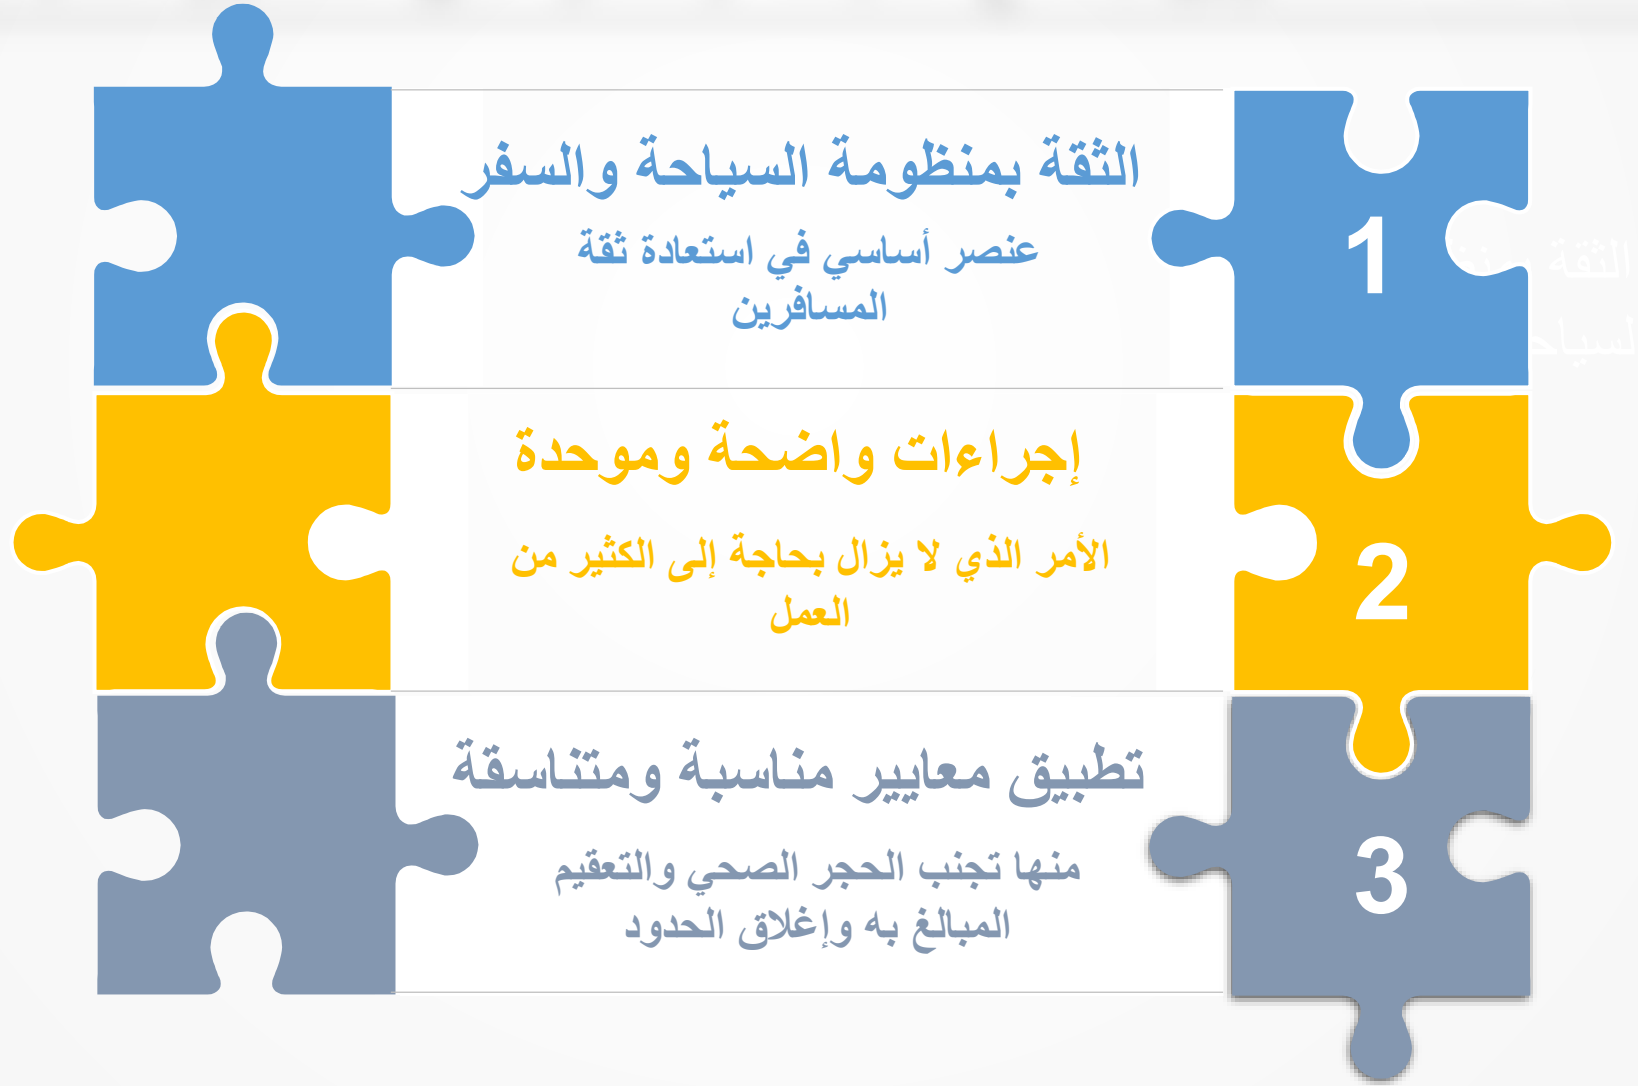 1
الثقة بمنظومة السياحة والسفر
عنصر أساسي في استعادة ثقة
المسافرين
2
إجراءات واضحة وموحدة
الأمر الذي لا يزال بحاجة إلى الكثير من
العمل
3
تطبيق معايير مناسبة ومتناسقة
منها تجنب الحجر الصحي والتعقيم
المبالغ به وإغلاق الحدود
الثقة